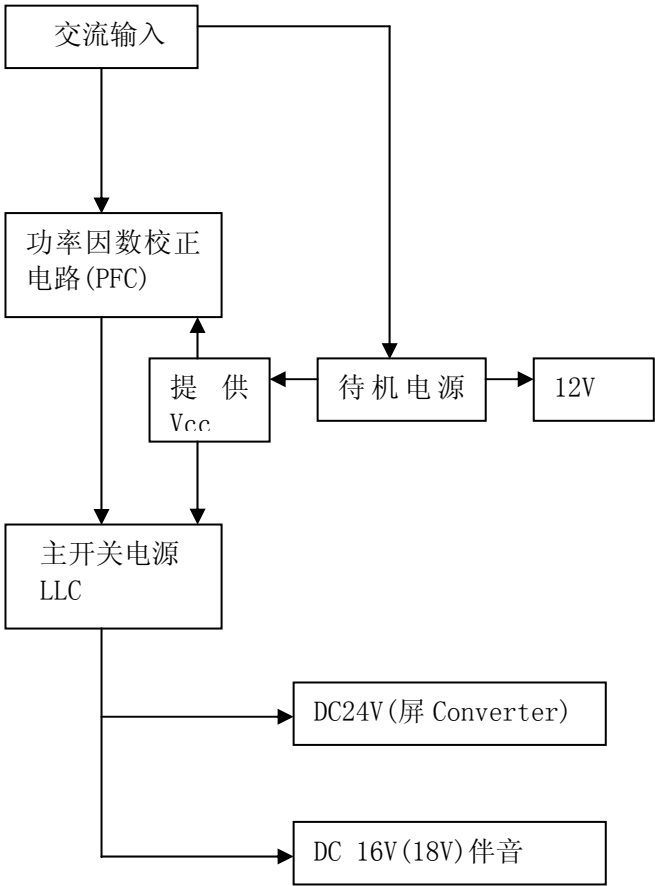 交流输入
功率因数校正
电路(PFC)
提供
Vcc
待机电源
12V
主开关电源
LLC
DC24V(屏 Converter)
DC 16V(18V)伴音